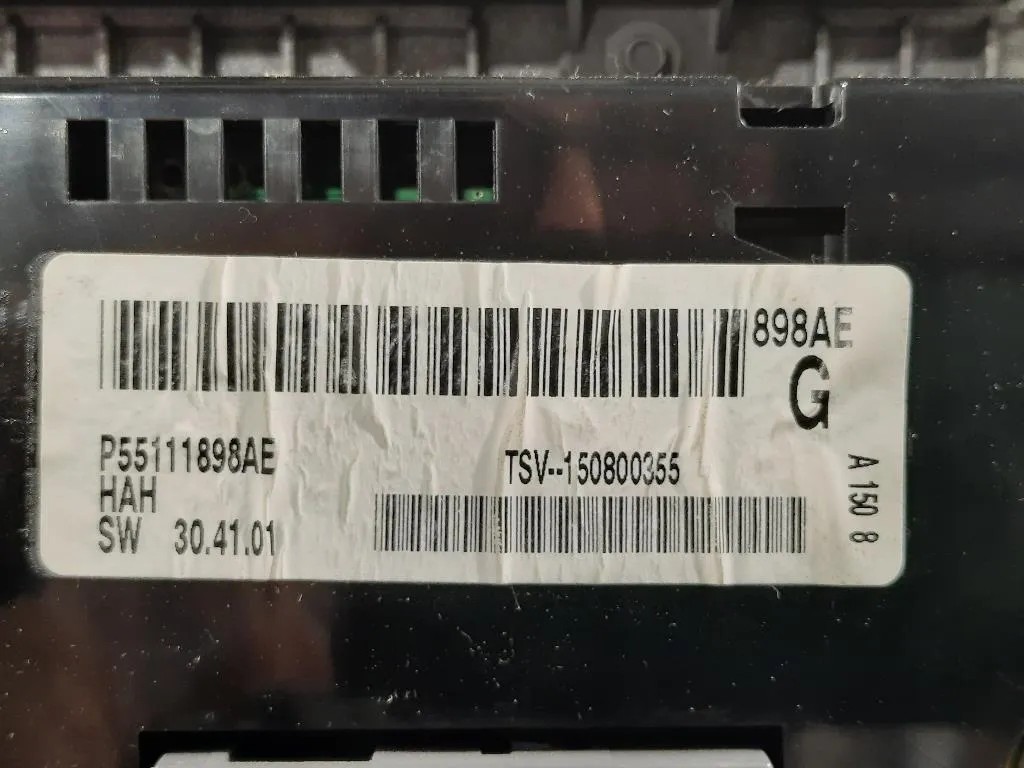 898AE
G
P55111898AE
HAH
SW 30.41.01
TSV--150800355
A 150 8